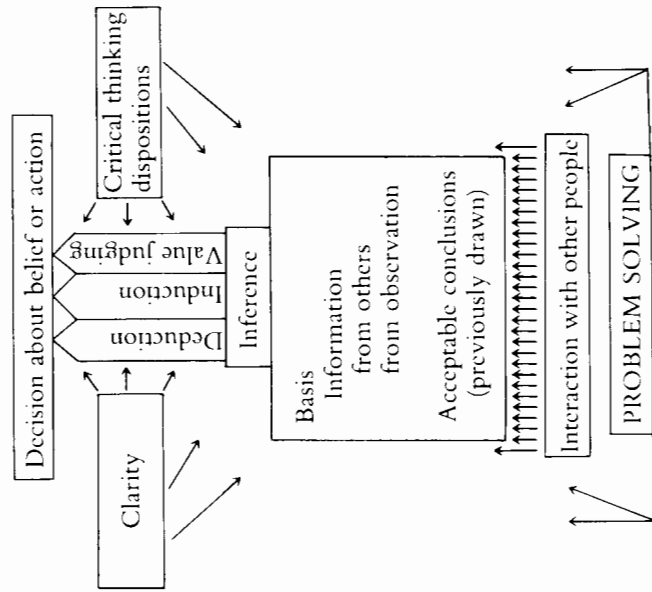 Decision about belief or action
Critical thinking
dispositions
Clarity
Deduction
Induction
Value judging
Inference
Basis
Information
from others
from observation
Acceptable conclusions
(previously drawn)
Interaction with other people
PROBLEM SOLVING